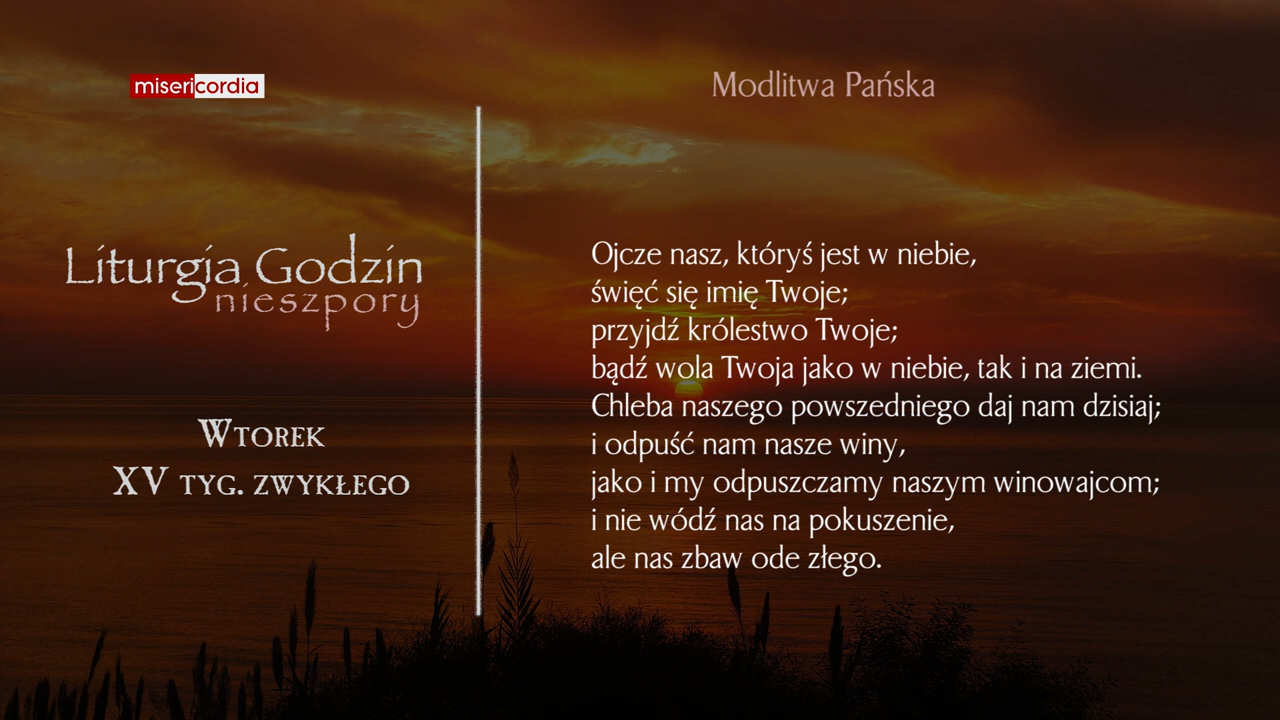 misericordia
Liturgia Godzin
nieszpory
Wtorek
XV tyg. zwykłego
Modlitwa Pańska
Ojcze nasz, któryś jest w niebie,
święć się imię Twoje;
przyjdź królestwo Twoje;
bądź wola Twoja jako w niebie, tak i na ziemi.
Chleba naszego powszedniego daj nam dzisiaj;
i odpuść nam nasze winy,
jako i my odpuszczamy naszym winowajcom;
i nie wódź nas na pokuszenie,
ale nas zbaw ode złego.